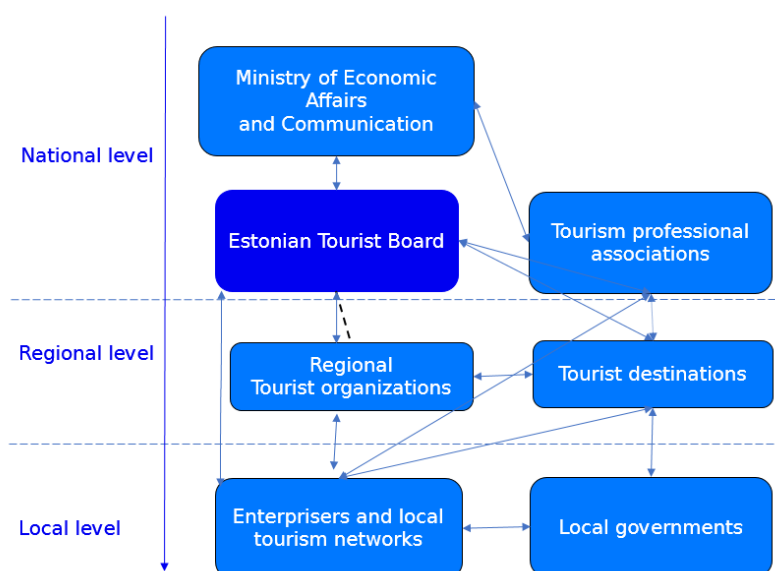 Ministry of Economic
Affairs
and Communication
National level
Estonian Tourist Board
Tourism professional
associations
Regional level
Regional
Tourist organizations
Tourist destinations
Local level
Enterprisers and local
tourism networks
Local governments